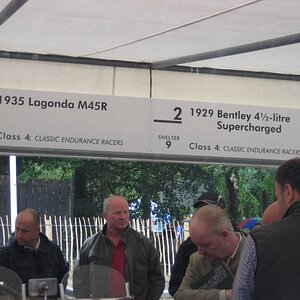 1935 Lagonda M45R
Class 4: CLASSIC ENDURANCE RACERS
2
SHELTER
9
1929 Bentley 4½-litre
Supercharged
Class 4: CLASSIC ENDURANCE RACERS